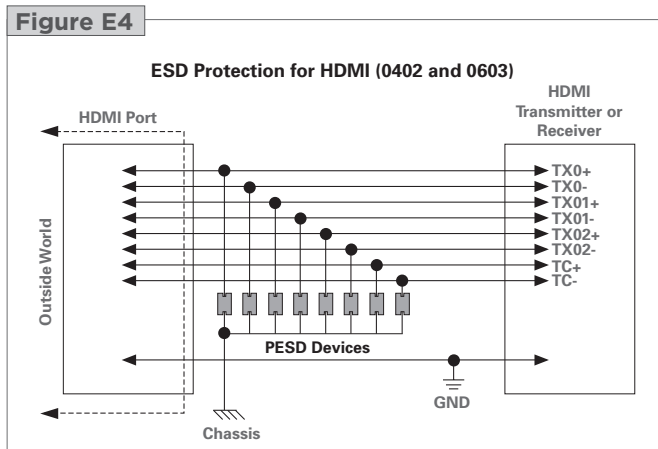 Figure E4
ESD Protection for HDMI (0402 and 0603)
HDMI Port
HDMI
Transmitter or
Receiver
Outside World
TX0+
TX0-
TX01+
TX01-
TX02+
TX02-
TC+
TC-
PESD Devices
GND
Chassis